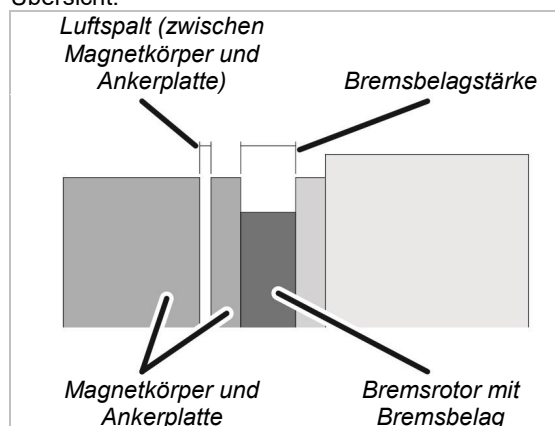 Übersicht:
Luftspalt (zwischen
Magnetkörper und
Ankerplatte)
Bremsbelagstärke
Magnetkörper und
Ankerplatte
Bremsrotor mit
Bremsbelag